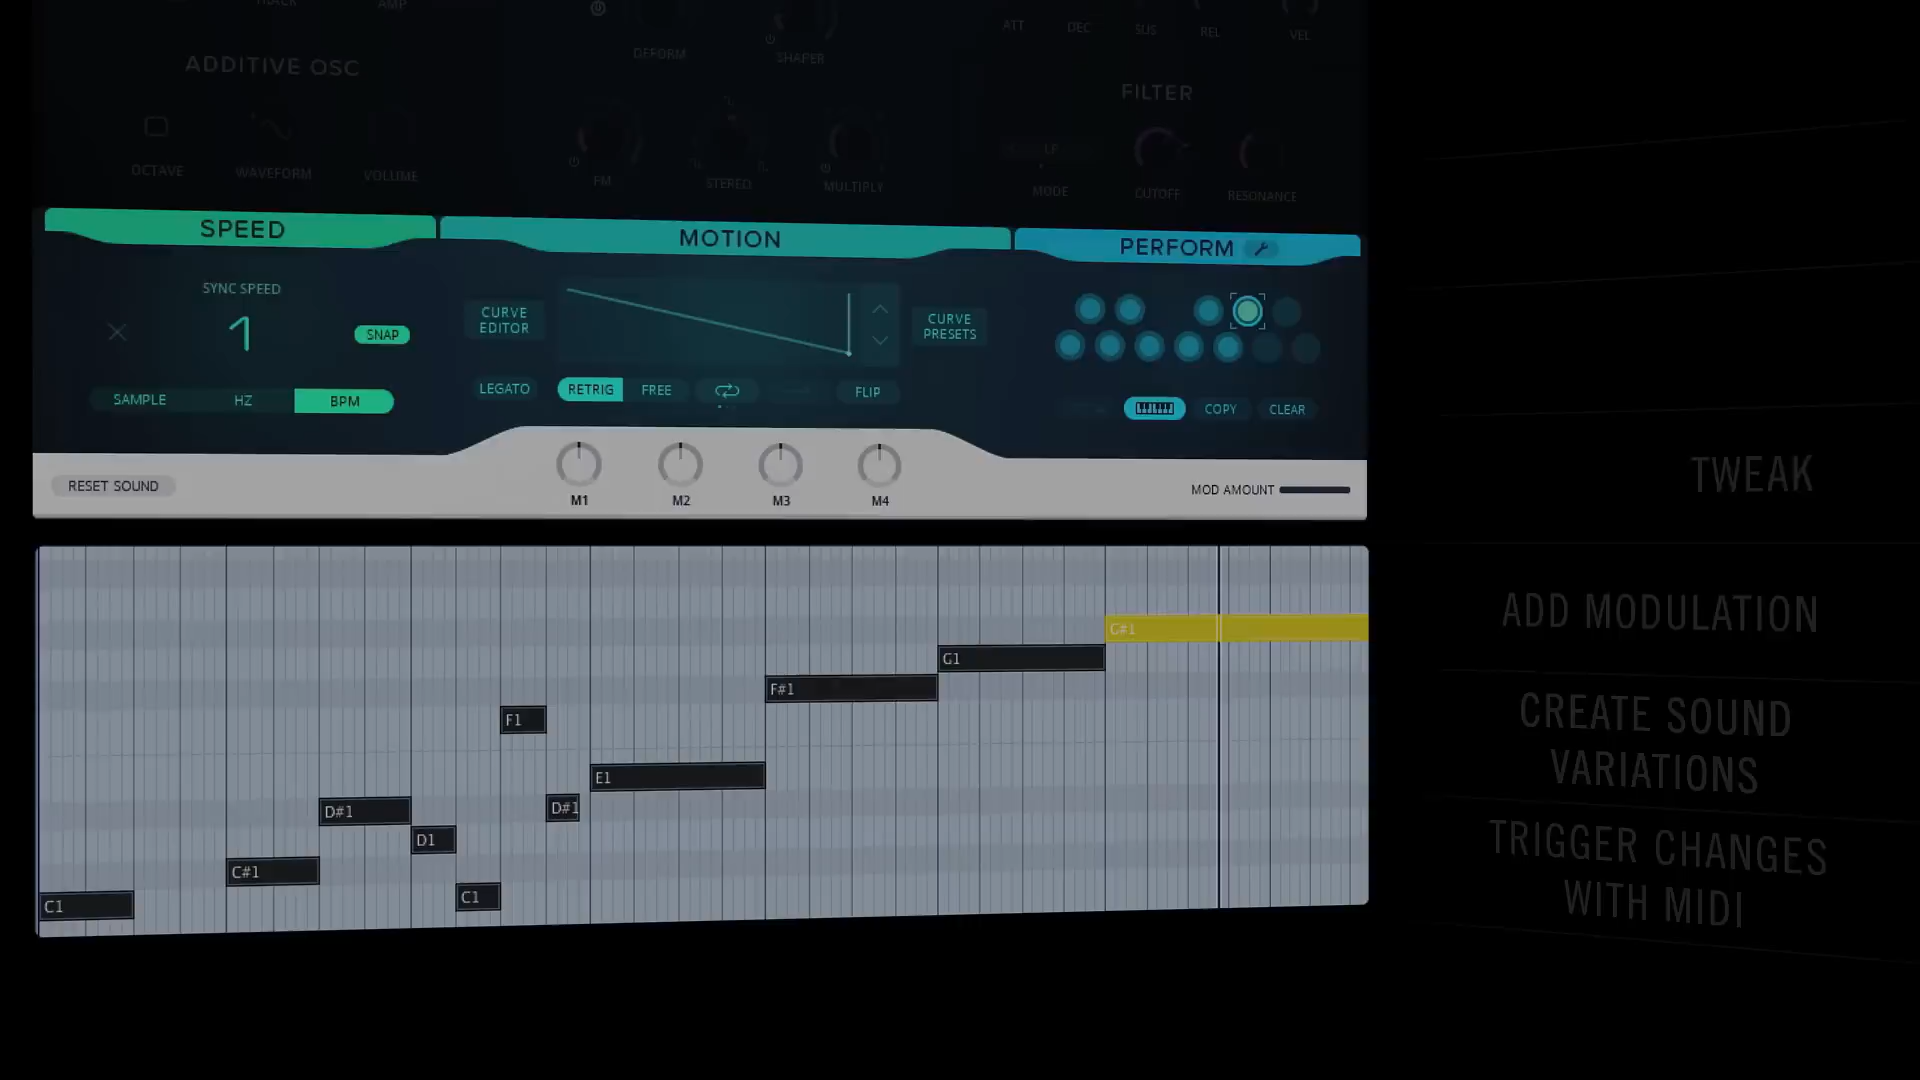 AMP
DEFORM
SHAPER
ATT
DEC
SUS
REL
VEL
ADDITIVE OSC
FILTER
OCTAVE
WAVEFORM
VOLUME
FM
STEREO
MULTIPLY
LP
MODE
CUTOFF
RESONANCE
SPEED
MOTION
PERFORM
SYNC SPEED
1
SNAP
SAMPLE
HZ
BPM
CURVE
EDITOR
CURVE
PRESETS
LEGATO
RETRIG
FREE
FLIP
COPY
CLEAR
RESET SOUND
M1
M2
M3
M4
MOD AMOUNT
TWEAK
ADD MODULATION
CREATE SOUND
VARIATIONS
TRIGGER CHANGES
WITH MIDI
G#1
G1
F#1
F1
E1
D#1
D#1
D1
C#1
C1
C1